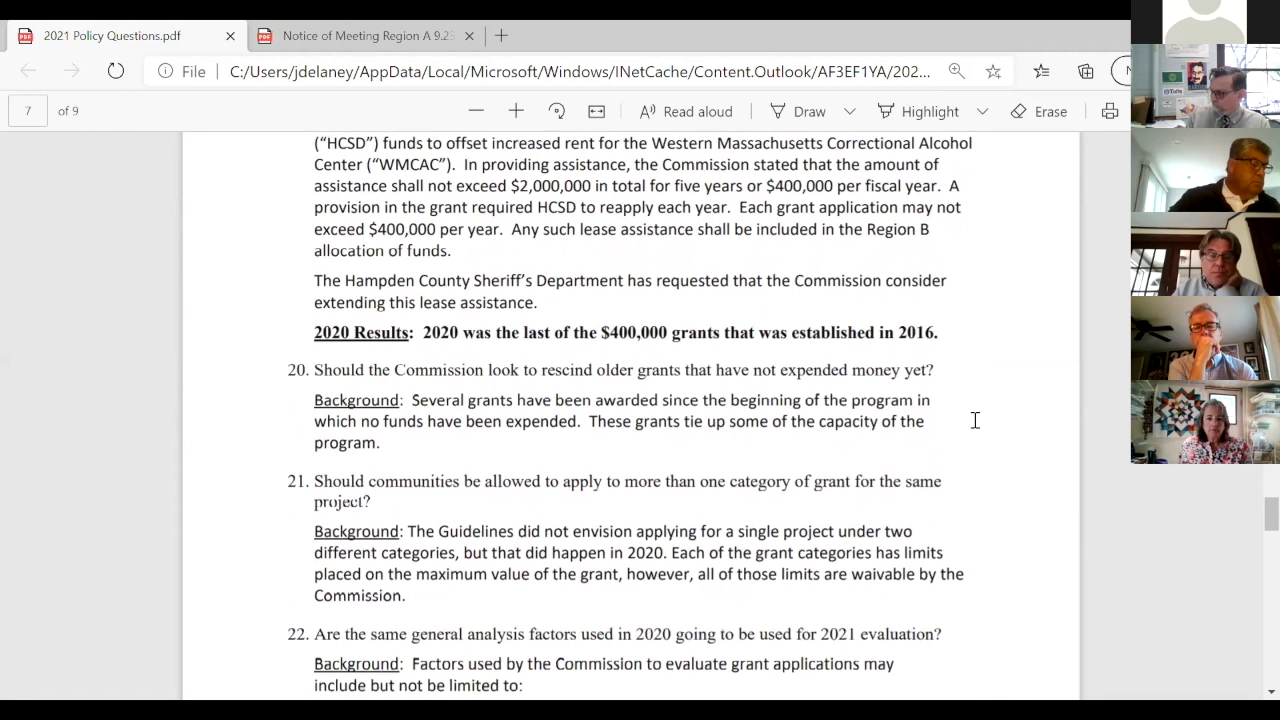 2021 Policy Questions.pdf
Notice of Meeting Region A 9.23
File
C:/Users/jdelaney/AppData/Local/Microsoft/Windows/INetCache/Content.Outlook/AF3EF1YA/202...
7 of 9
Read aloud
Draw
Highlight
Erase
("HCSD") funds to offset increased rent for the Western Massachusetts Correctional Alcohol
Center ("WMCAC"). In providing assistance, the Commission stated that the amount of
assistance shall not exceed $2,000,000 in total for five years or $400,000 per fiscal year. A
provision in the grant required HCSD to reapply each year. Each grant application may not
exceed $400,000 per year. Any such lease assistance shall be included in the Region B
allocation of funds.
The Hampden County Sheriff's Department has requested that the Commission consider
extending this lease assistance.
2020 Results: 2020 was the last of the $400,000 grants that was established in 2016.
20. Should the Commission look to rescind older grants that have not expended money yet?
Background: Several grants have been awarded since the beginning of the program in
which no funds have been expended. These grants tie up some of the capacity of the
program.
21. Should communities be allowed to apply to more than one category of grant for the same
project?
Background: The Guidelines did not envision applying for a single project under two
different categories, but that did happen in 2020. Each of the grant categories has limits
placed on the maximum value of the grant, however, all of those limits are waivable by the
Commission.
22. Are the same general analysis factors used in 2020 going to be used for 2021 evaluation?
Background: Factors used by the Commission to evaluate grant applications may
include but not be limited to: